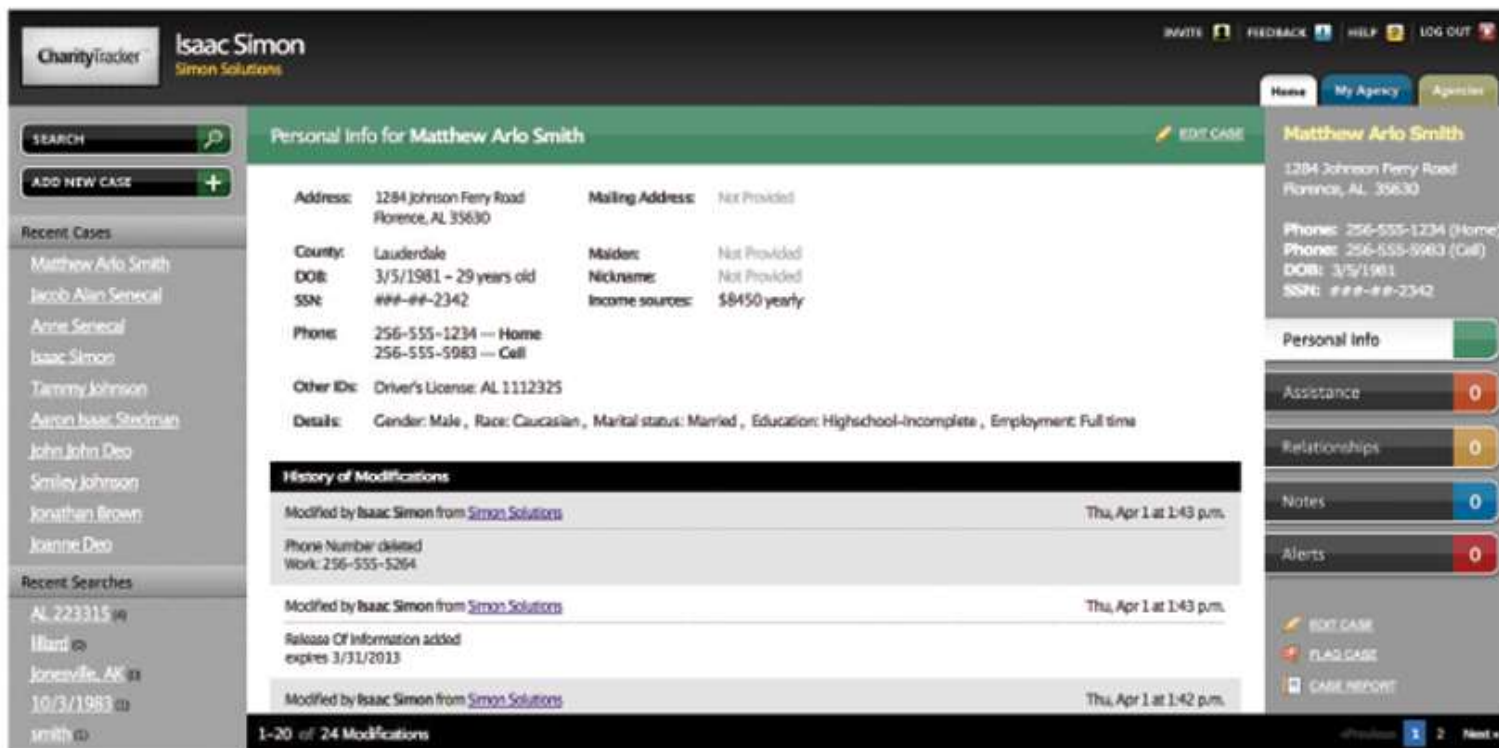 CharityTracker™
Isaac Simon
Simon Solutions
INVITE
FEEDBACK
HELP
LOG OUT
Home
My Agency
Agencies
SEARCH
ADD NEW CASE
Recent Cases
Matthew Arlo Smith
Jacob Alan Senecal
Anne Senecal
Isaac Simon
Tammy Johnson
Aaron Isaac Stedman
John John Deo
Smiley Johnson
Jonathan Brown
Joanne Deo
Recent Searches
AL 223315 (4)
(0)
Jonesville, AK
10/3/1983 (1)
smith (1)
Personal Info for Matthew Arlo Smith
EDIT CASE
Address: 1284 Johnson Ferry Road Mailing Address: Not Provided
Florence, AL 35630
County: Lauderdale Maiden: Not Provided
DOB: 3/5/1981 – 29 years old Nickname: Not Provided
SSN: ###-##-2342 Income sources: $8450 yearly
Phone: 256-555-1234 — Home
256-555-5983 — Cell
Other IDs: Driver's License: AL 1112325
Details: Gender: Male , Race: Caucasian , Marital status: Married , Education: Highschool-Incomplete , Employment: Full time
History of Modifications
Modified by Isaac Simon from Simon Solutions Thu, Apr 1 at 1:43 p.m.
Phone Number deleted
Work: 256-555-5264
Modified by Isaac Simon from Simon Solutions Thu, Apr 1 at 1:43 p.m.
Release Of Information added
expires 3/31/2013
Modified by Isaac Simon from Simon Solutions Thu, Apr 1 at 1:42 p.m.
1–20 of 24 Modifications
«Previous 1 2 Next »
Matthew Arlo Smith
1284 Johnson Ferry Road
Florence, AL 35630
Phone: 256-555-1234 (Home)
Phone: 256-555-5983 (Cell)
DOB: 3/5/1981
SSN: ###-##-2342
Personal Info
Assistance 0
Relationships 0
Notes 0
Alerts 0
EDIT CASE
FLAG CASE
CASE REPORT